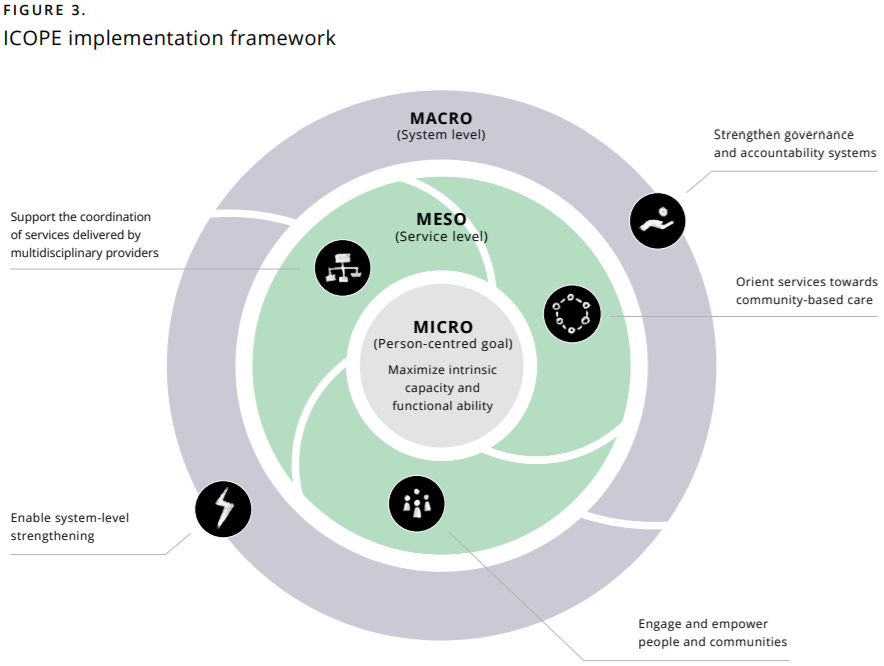 FIGURE 3.
ICOPE implementation framework
MACRO
(System level)
Strengthen governance
and accountability systems
Support the coordination
of services delivered by
multidisciplinary providers
MESO
(Service level)
Orient services towards
community-based care
MICRO
(Person-centred goal)
Maximize intrinsic
capacity and
functional ability
Enable system-level
strengthening
Engage and empower
people and communities